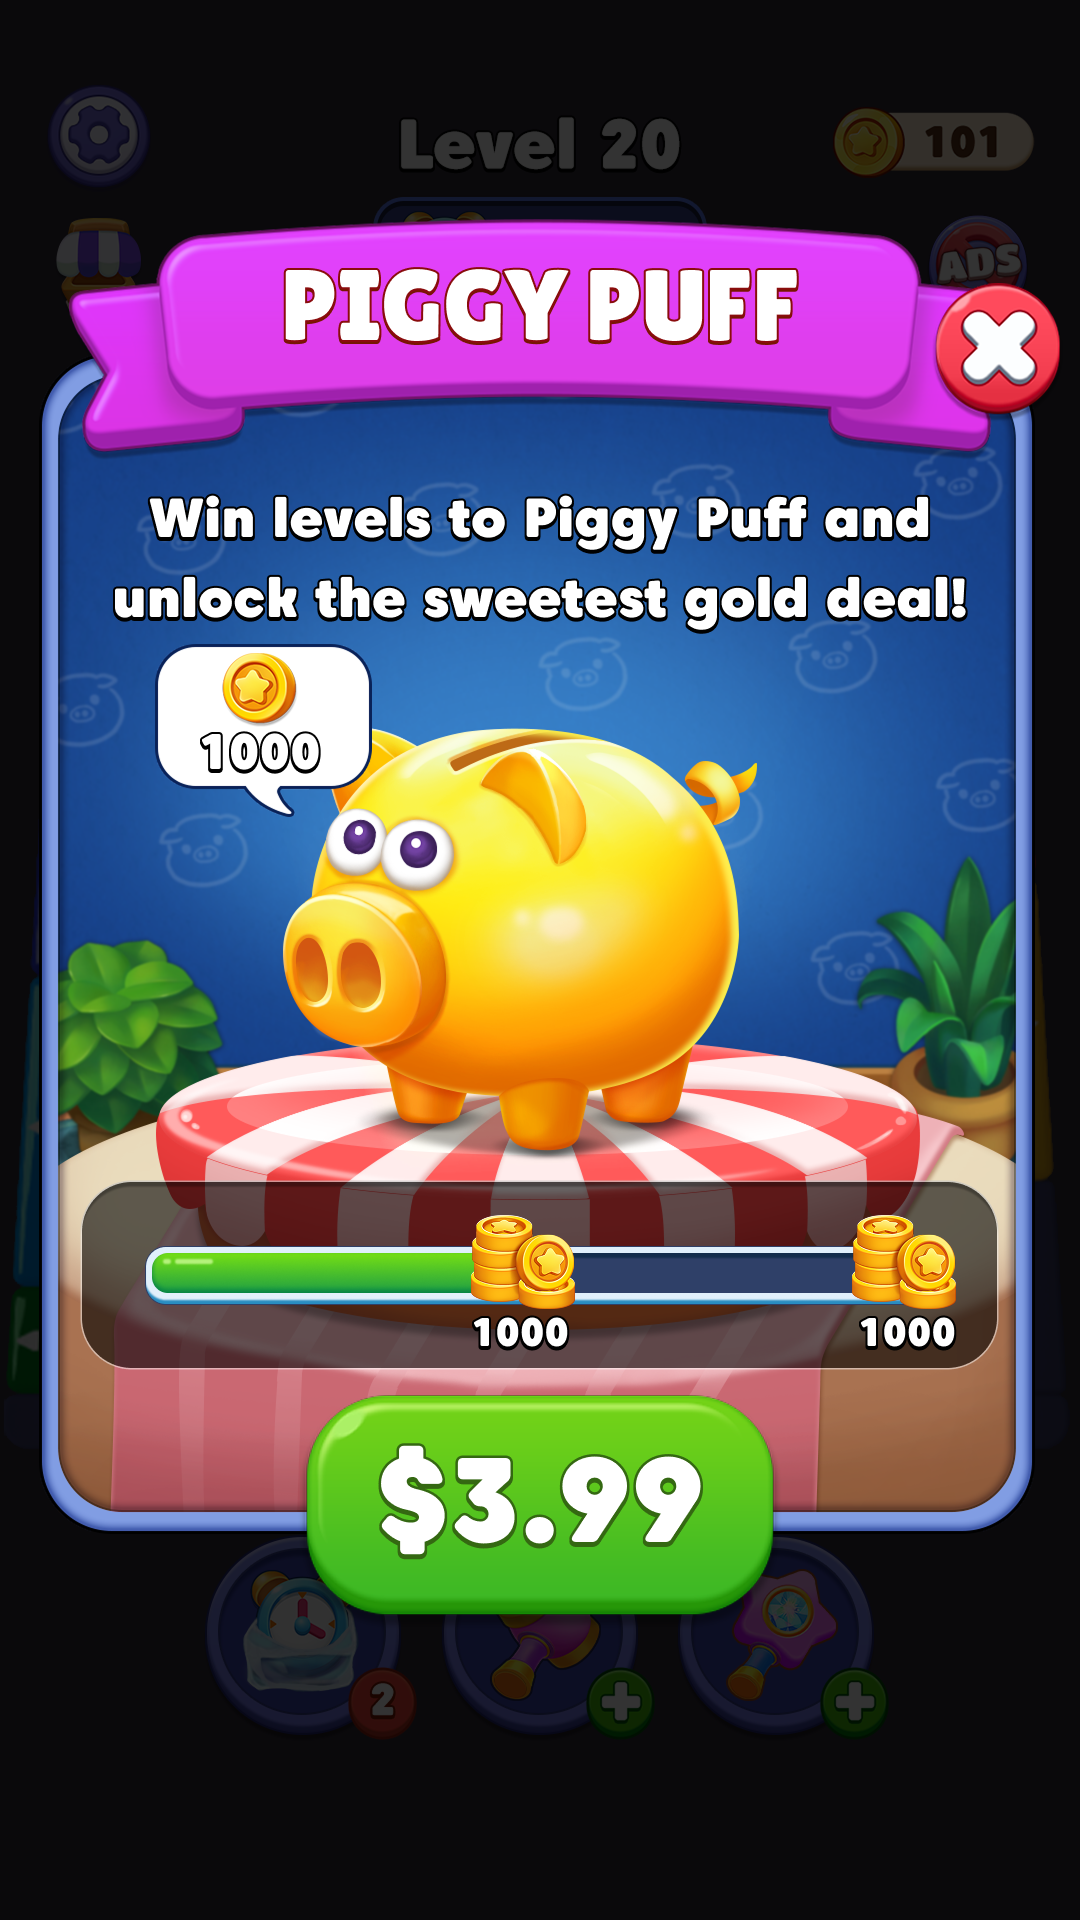 Level 20
101
ADS
PIGGY PUFF
Win levels to Piggy Puff and
unlock the sweetest gold deal!
1000
1000
1000
$3.99
2